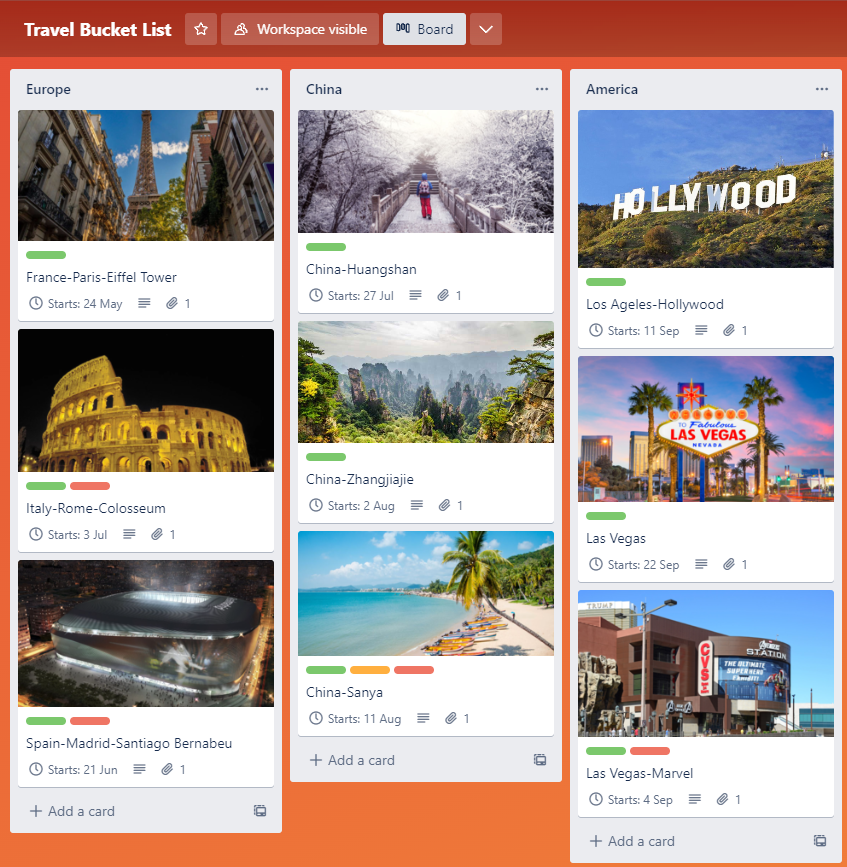 Travel Bucket List
Workspace visible
Board
Europe
France-Paris-Eiffel Tower
Starts: 24 May
1
Italy-Rome-Colosseum
Starts: 3 Jul
1
Spain-Madrid-Santiago Bernabeu
Starts: 21 Jun
1
Add a card
China
China-Huangshan
Starts: 27 Jul
1
China-Zhangjiajie
Starts: 2 Aug
1
China-Sanya
Starts: 11 Aug
1
Add a card
America
HOLLYWOOD
Los Ageles-Hollywood
Starts: 11 Sep
1
WELCOME
TO Fabulous
LAS VEGAS
NEVADA
Las Vegas
Starts: 22 Sep
1
TRUMP
STATION
CVS
THE ULTIMATE
SUPER HERO
Las Vegas-Marvel
Starts: 4 Sep
1
Add a card